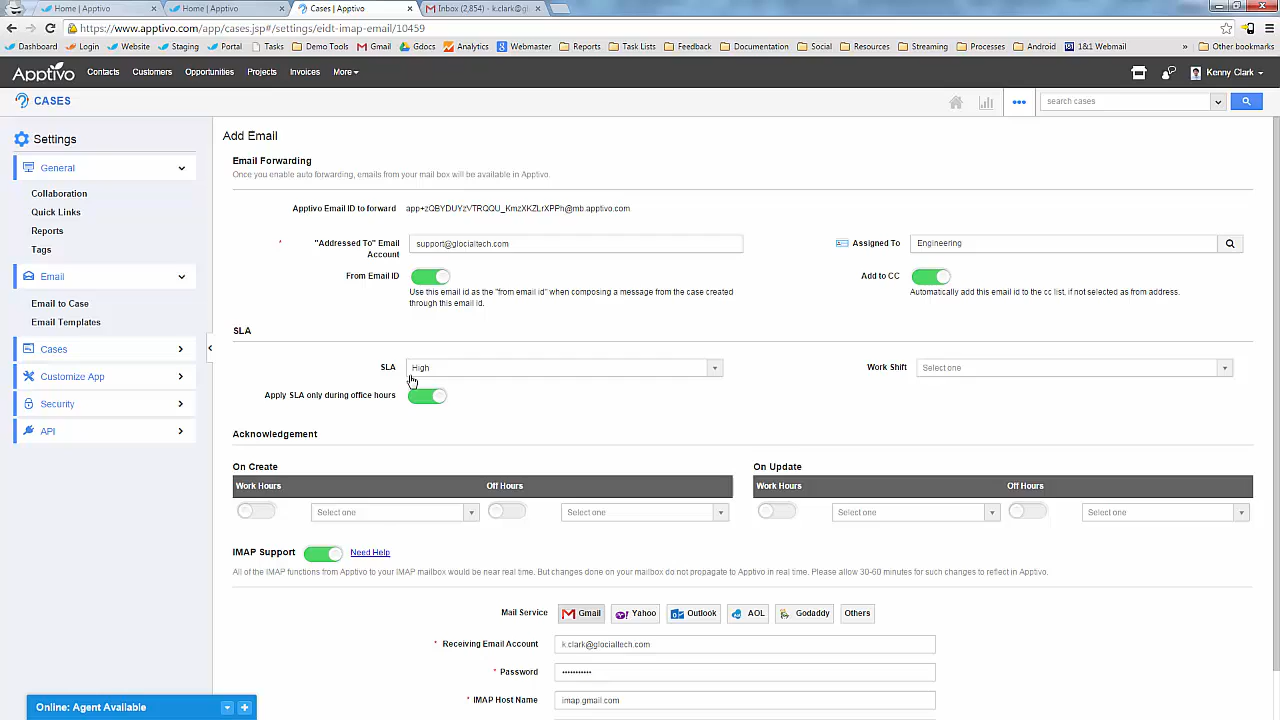 Home | Apptivo
Home | Apptivo
Cases | Apptivo
Inbox (2,854) - k.clark@gl
https://www.apptivo.com/app/cases.jsp#/settings/eidt-imap-email/10459
Dashboard Login Website Staging Portal Tasks Demo Tools Gmail Gdocs Analytics Webmaster Reports Task Lists Feedback Documentation Social Resources Streaming Processes Android 1&1 Webmail » Other bookmarks
Apptivo Contacts Customers Opportunities Projects Invoices More Kenny Clark
CASES
search cases
Settings
General
Collaboration
Quick Links
Reports
Tags
Email
Email to Case
Email Templates
Cases
Customize App
Security
API
Add Email
Email Forwarding
Once you enable auto forwarding, emails from your mail box will be available in Apptivo.
Apptivo Email ID to forward app+zQBYDUYzVTRQQU_KmzXKZLrXPPh@mb.apptivo.com
* "Addressed To" Email Account support@glocialtech.com
Assigned To Engineering
From Email ID
Use this email id as the "from email id" when composing a message from the case created
through this email id.
Add to CC
Automatically add this email id to the cc list, if not selected as from address.
SLA
SLA High
Work Shift Select one
Apply SLA only during office hours
Acknowledgement
On Create
Work Hours Off Hours
Select one Select one
On Update
Work Hours Off Hours
Select one Select one
IMAP Support Need Help
All of the IMAP functions from Apptivo to your IMAP mailbox would be near real time. But changes done on your mailbox do not propagate to Apptivo in real time. Please allow 30-60 minutes for such changes to reflect in Apptivo.
Mail Service Gmail Yahoo Outlook AOL Godaddy Others
* Receiving Email Account k.clark@glocialtech.com
* Password ···········
* IMAP Host Name imap.gmail.com
Online: Agent Available